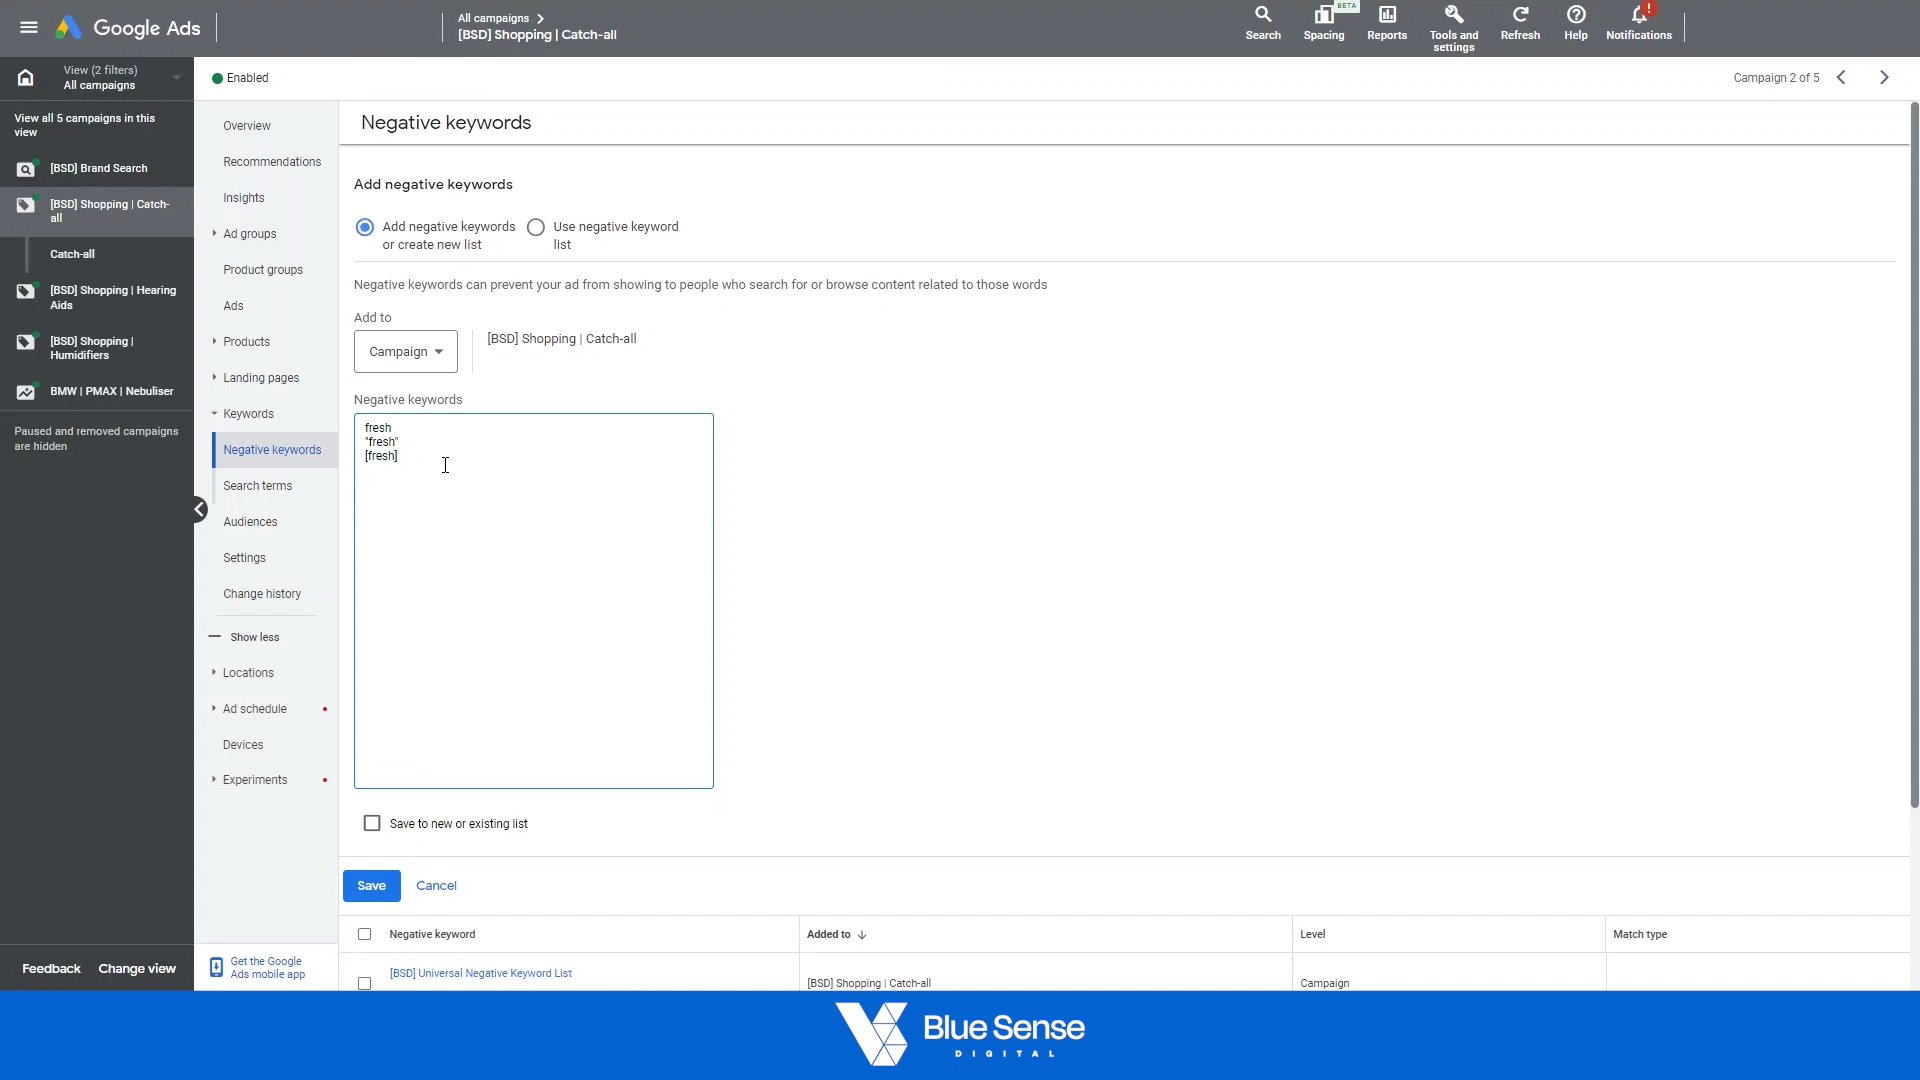 Google Ads
All campaigns
[BSD] Shopping | Catch-all
Search
BETA
Spacing
Reports
Tools and
settings
Refresh
Help
!
Notifications
View (2 filters)
All campaigns
Enabled
Campaign 2 of 5
View all 5 campaigns in this
view
[BSD] Brand Search
[BSD] Shopping | Catch-
all
Catch-all
[BSD] Shopping | Hearing
Aids
[BSD] Shopping |
Humidifiers
BMW | PMAX | Nebuliser
Paused and removed campaigns
are hidden
Feedback
Change view
Overview
Recommendations
Insights
Ad groups
Product groups
Ads
Products
Landing pages
Keywords
Negative keywords
Search terms
Audiences
Settings
Change history
Show less
Locations
Ad schedule
Devices
Experiments
Get the Google
Ads mobile app
Negative keywords
Add negative keywords
Add negative keywords
or create new list
Use negative keyword
list
Negative keywords can prevent your ad from showing to people who search for or browse content related to those words
Add to
Campaign
[BSD] Shopping | Catch-all
Negative keywords
fresh
"fresh"
[fresh]
Save to new or existing list
Save
Cancel
Negative keyword
Added to
Level
Match type
[BSD] Universal Negative Keyword List
[BSD] Shopping | Catch-all
Campaign
Blue Sense
DIGITAL